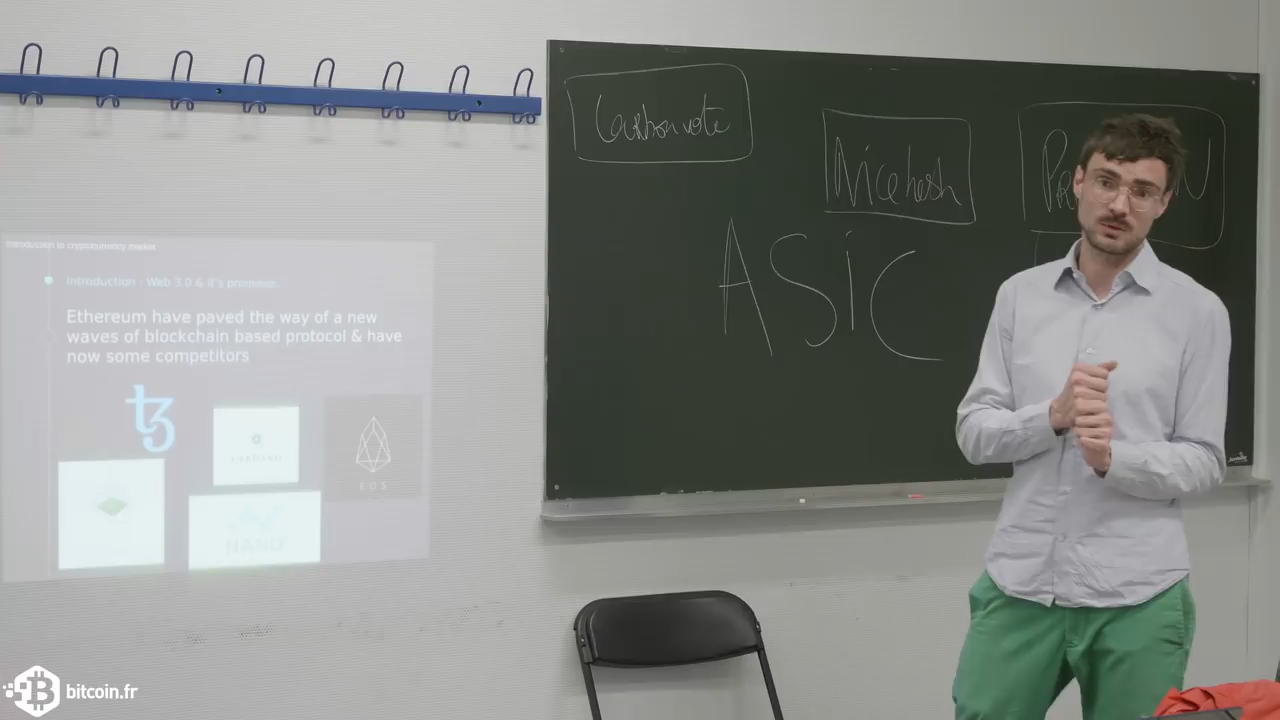 Carbonvote
Nicehash
ASiC
Introduction to cryptocurrency market
Introduction : Web 3.0 & it's promise.
Ethereum have paved the way of a new
waves of blockchain based protocol & have
now some competitors
CARDANO
EOS
NANO
bitcoin.fr